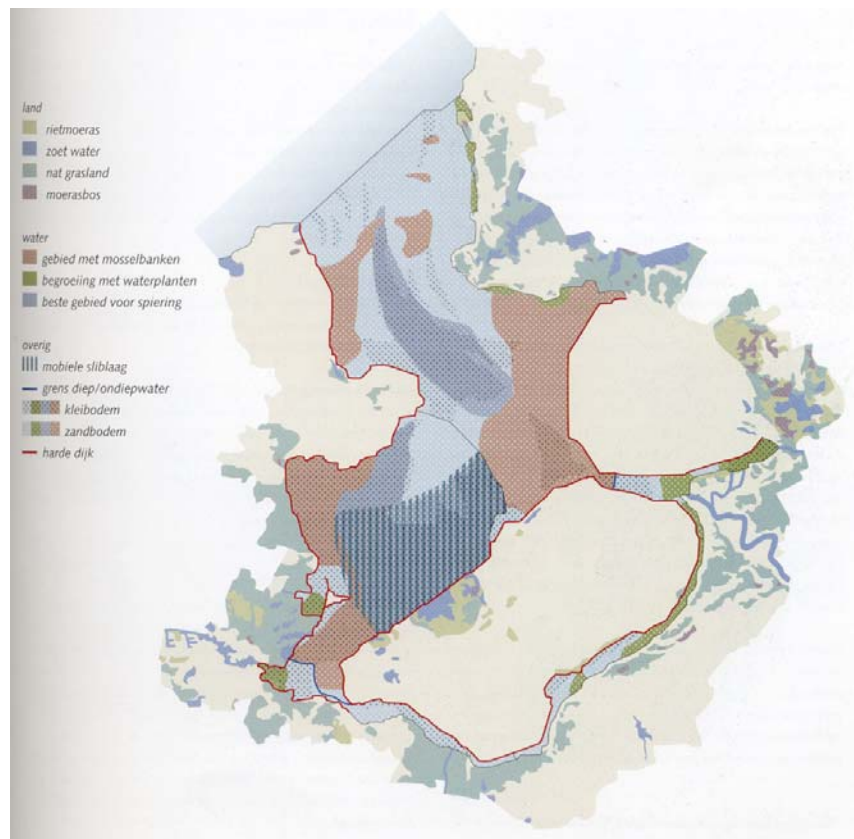 land
rietmoeras
zoet water
nat grasland
moerasbos
water
gebied met mosselbanken
begroeiing met waterplanten
beste gebied voor spiering
overig
mobiele sliblaag
grens diep/ondiepwater
kleibodem
zandbodem
harde dijk